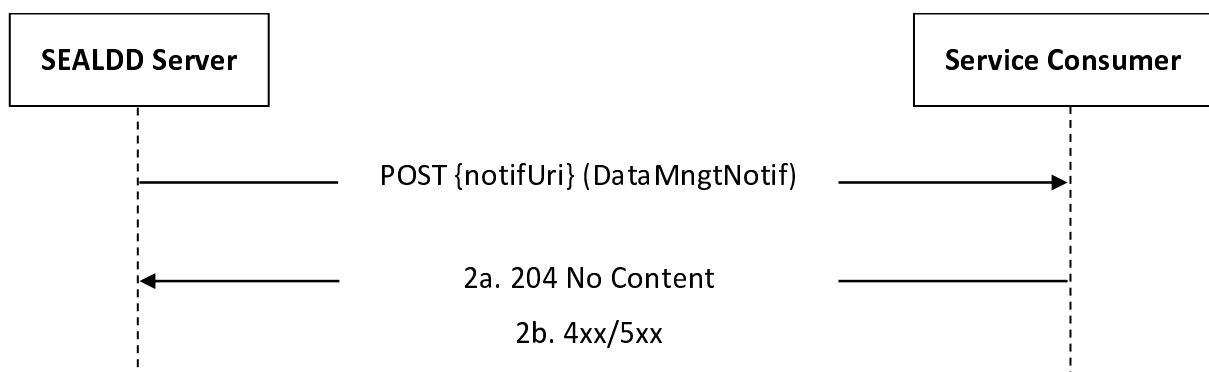 SEALDD Server
Service Consumer
POST {notifUri} (DataMngtNotif)
2a. 204 No Content
2b. 4xx/5xx